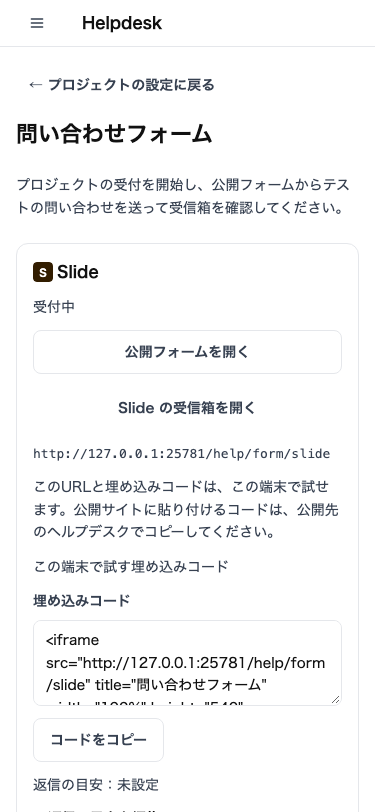 Helpdesk
← プロジェクトの設定に戻る
問い合わせフォーム
プロジェクトの受付を開始し、公開フォームからテス
トの問い合わせを送って受信箱を確認してください。
S Slide
受付中
公開フォームを開く
Slide の受信箱を開く
http://127.0.0.1:25781/help/form/slide
このURLと埋め込みコードは、この端末で試せ
ます。公開サイトに貼り付けるコードは、公開先
のヘルプデスクでコピーしてください。
この端末で試す埋め込みコード
埋め込みコード
<iframe
src="http://127.0.0.1:25781/help/form
/slide" title="問い合わせフォーム"
コードをコピー
返信の目安：未設定